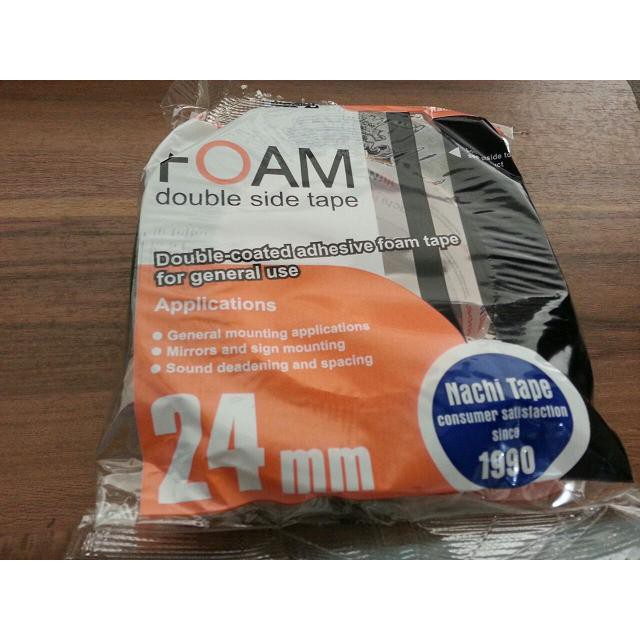 FOAM
double side tape
Double-coated adhesive foam tape
for general use
Applications
General mounting applications
Mirrors and sign mounting
Sound deadening and spacing
24 mm
Nachi Tape
consumer satisfaction
since
1990